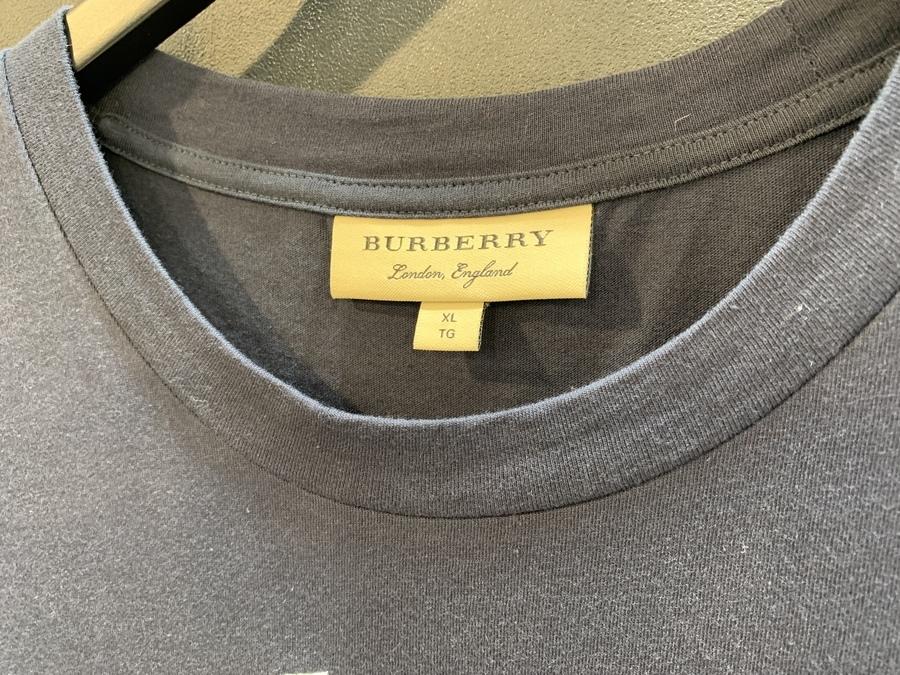 BURBERRY
London, England
XL
TG